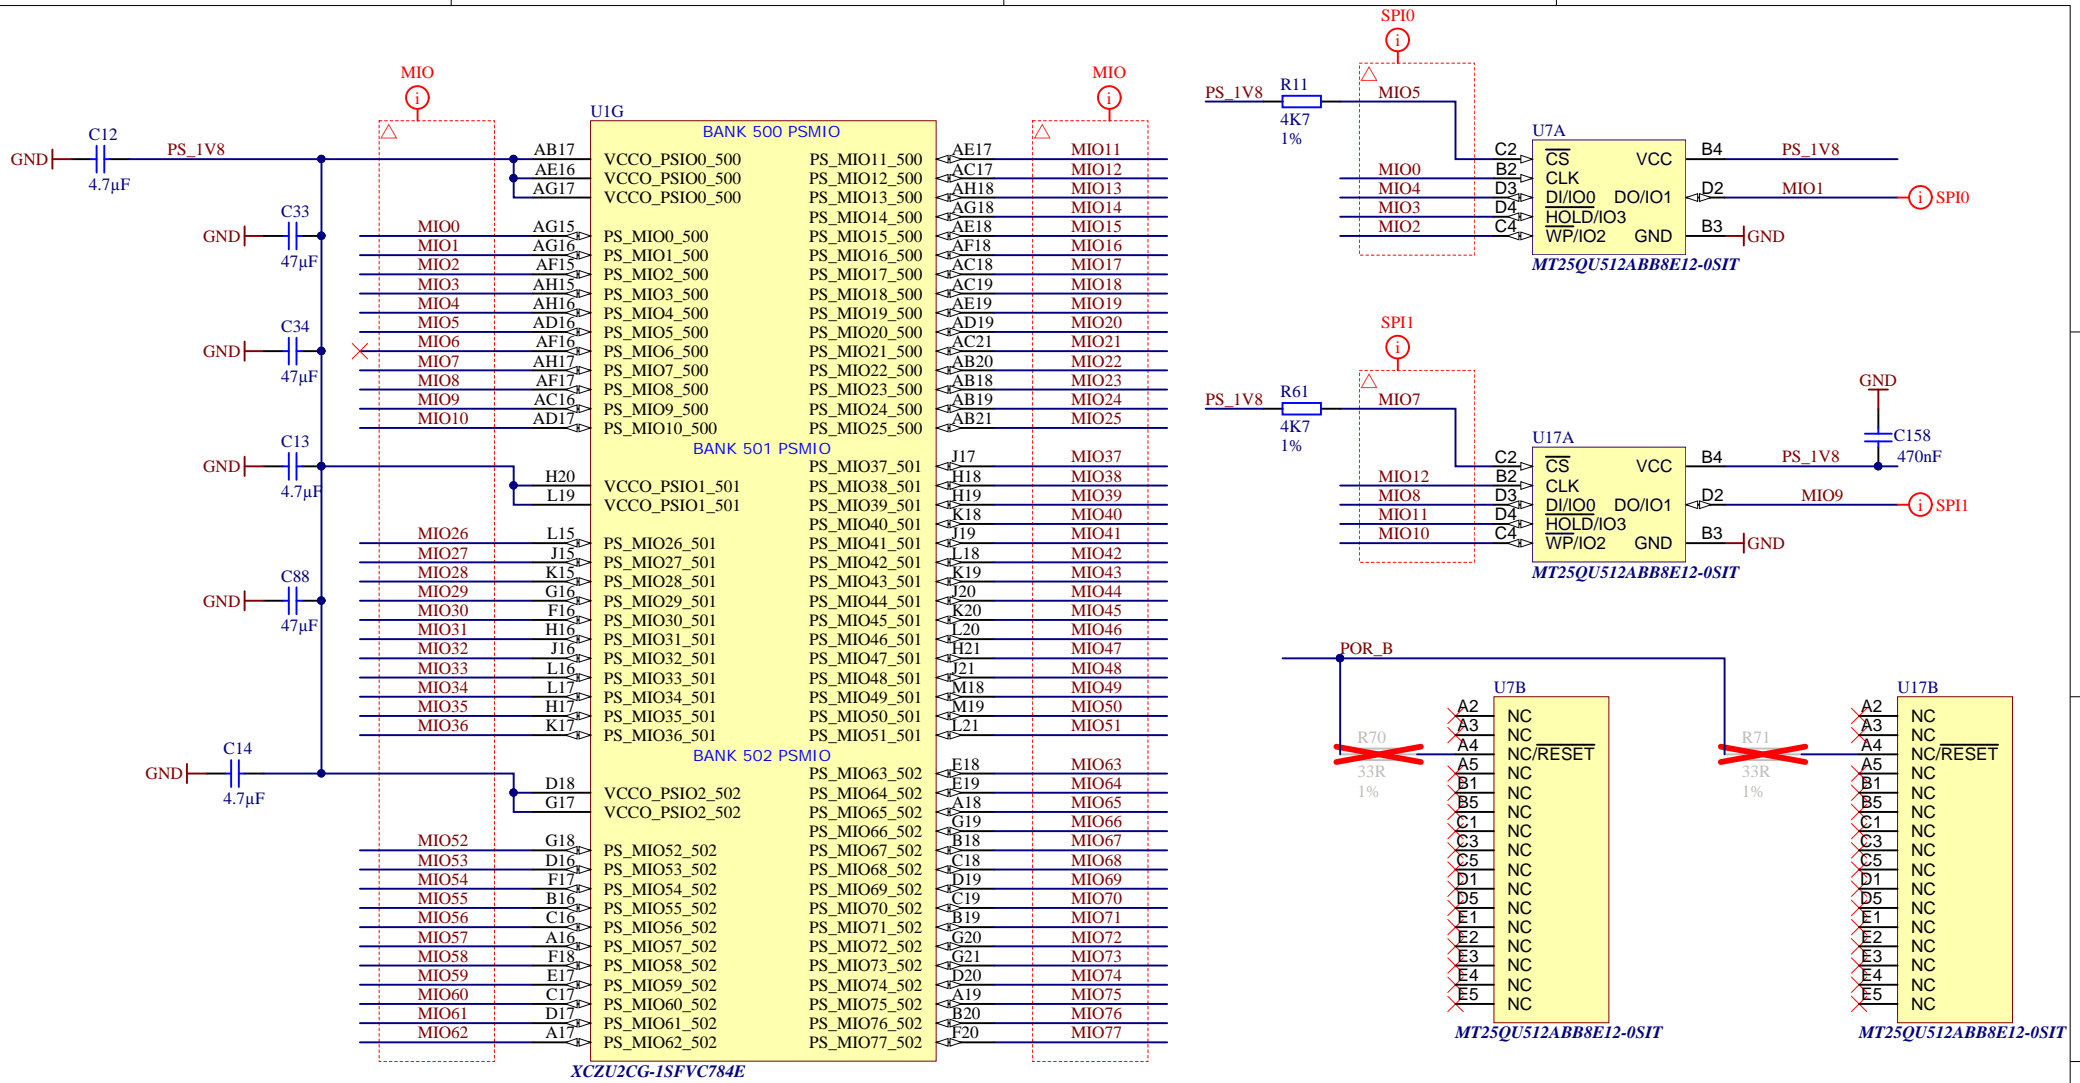 SPI0
i
MIO
i
MIO
i
PS_1V8 R11 MIO5
4K7
1%
U1G
BANK 500 PSMIO
C12
GND PS_1V8
4.7µF
AB17 VCCO_PSIO0_500 PS_MIO11_500 AE17 MIO11
AE16 VCCO_PSIO0_500 PS_MIO12_500 AC17 MIO12
AG17 VCCO_PSIO0_500 PS_MIO13_500 AH18 MIO13
PS_MIO14_500 AG18 MIO14
MIO0 AG15 PS_MIO0_500 PS_MIO15_500 AE18 MIO15
MIO1 AG16 PS_MIO1_500 PS_MIO16_500 AF18 MIO16
MIO2 AF15 PS_MIO2_500 PS_MIO17_500 AC18 MIO17
MIO3 AH15 PS_MIO3_500 PS_MIO18_500 AC19 MIO18
MIO4 AH16 PS_MIO4_500 PS_MIO19_500 AE19 MIO19
MIO5 AD16 PS_MIO5_500 PS_MIO20_500 AD19 MIO20
MIO6 AF16 PS_MIO6_500 PS_MIO21_500 AC21 MIO21
MIO7 AH17 PS_MIO7_500 PS_MIO22_500 AB20 MIO22
MIO8 AF17 PS_MIO8_500 PS_MIO23_500 AB18 MIO23
MIO9 AC16 PS_MIO9_500 PS_MIO24_500 AB19 MIO24
MIO10 AD17 PS_MIO10_500 PS_MIO25_500 AB21 MIO25
C33
GND
47µF
C34
GND
47µF
C13
GND
4.7µF
C88
GND
47µF
C14
GND
4.7µF
BANK 501 PSMIO
PS_MIO37_501 J17 MIO37
H20 VCCO_PSIO1_501 PS_MIO38_501 H18 MIO38
L19 VCCO_PSIO1_501 PS_MIO39_501 H19 MIO39
PS_MIO40_501 K18 MIO40
MIO26 L15 PS_MIO26_501 PS_MIO41_501 J19 MIO41
MIO27 J15 PS_MIO27_501 PS_MIO42_501 L18 MIO42
MIO28 K15 PS_MIO28_501 PS_MIO43_501 K19 MIO43
MIO29 G16 PS_MIO29_501 PS_MIO44_501 J20 MIO44
MIO30 F16 PS_MIO30_501 PS_MIO45_501 K20 MIO45
MIO31 H16 PS_MIO31_501 PS_MIO46_501 L20 MIO46
MIO32 J16 PS_MIO32_501 PS_MIO47_501 H21 MIO47
MIO33 L16 PS_MIO33_501 PS_MIO48_501 J21 MIO48
MIO34 L17 PS_MIO34_501 PS_MIO49_501 M18 MIO49
MIO35 H17 PS_MIO35_501 PS_MIO50_501 M19 MIO50
MIO36 K17 PS_MIO36_501 PS_MIO51_501 L21 MIO51
BANK 502 PSMIO
PS_MIO63_502 E18 MIO63
D18 VCCO_PSIO2_502 PS_MIO64_502 E19 MIO64
G17 VCCO_PSIO2_502 PS_MIO65_502 A18 MIO65
PS_MIO66_502 G19 MIO66
MIO52 G18 PS_MIO52_502 PS_MIO67_502 B18 MIO67
MIO53 D16 PS_MIO53_502 PS_MIO68_502 C18 MIO68
MIO54 F17 PS_MIO54_502 PS_MIO69_502 D19 MIO69
MIO55 B16 PS_MIO55_502 PS_MIO70_502 C19 MIO70
MIO56 C16 PS_MIO56_502 PS_MIO71_502 B19 MIO71
MIO57 A16 PS_MIO57_502 PS_MIO72_502 G20 MIO72
MIO58 F18 PS_MIO58_502 PS_MIO73_502 G21 MIO73
MIO59 E17 PS_MIO59_502 PS_MIO74_502 D20 MIO74
MIO60 C17 PS_MIO60_502 PS_MIO75_502 A19 MIO75
MIO61 D17 PS_MIO61_502 PS_MIO76_502 B20 MIO76
MIO62 A17 PS_MIO62_502 PS_MIO77_502 F20 MIO77
XCZU2CG-1SFVC784E
U7A
C2 CS VCC B4 PS_1V8
MIO0 B2 CLK
MIO4 D3 DI/IO0 DO/IO1 D2 MIO1 i SPI0
MIO3 D4 HOLD/IO3
MIO2 C4 WP/IO2 GND B3 GND
MT25QU512ABB8E12-0SIT
SPI1
i
PS_1V8 R61 MIO7
4K7
1%
GND
C158
470nF
U17A
C2 CS VCC B4 PS_1V8
MIO12 B2 CLK
MIO8 D3 DI/IO0 DO/IO1 D2 MIO9 i SPI1
MIO11 D4 HOLD/IO3
MIO10 C4 WP/IO2 GND B3 GND
MT25QU512ABB8E12-0SIT
POR_B
R70
33R
1%
U7B
A2 NC
A3 NC
A4 NC/RESET
A5 NC
B1 NC
B5 NC
C1 NC
C3 NC
C5 NC
D1 NC
D5 NC
E1 NC
E2 NC
E3 NC
E4 NC
E5 NC
MT25QU512ABB8E12-0SIT
R71
33R
1%
U17B
A2 NC
A3 NC
A4 NC/RESET
A5 NC
B1 NC
B5 NC
C1 NC
C3 NC
C5 NC
D1 NC
D5 NC
E1 NC
E2 NC
E3 NC
E4 NC
E5 NC
MT25QU512ABB8E12-0SIT